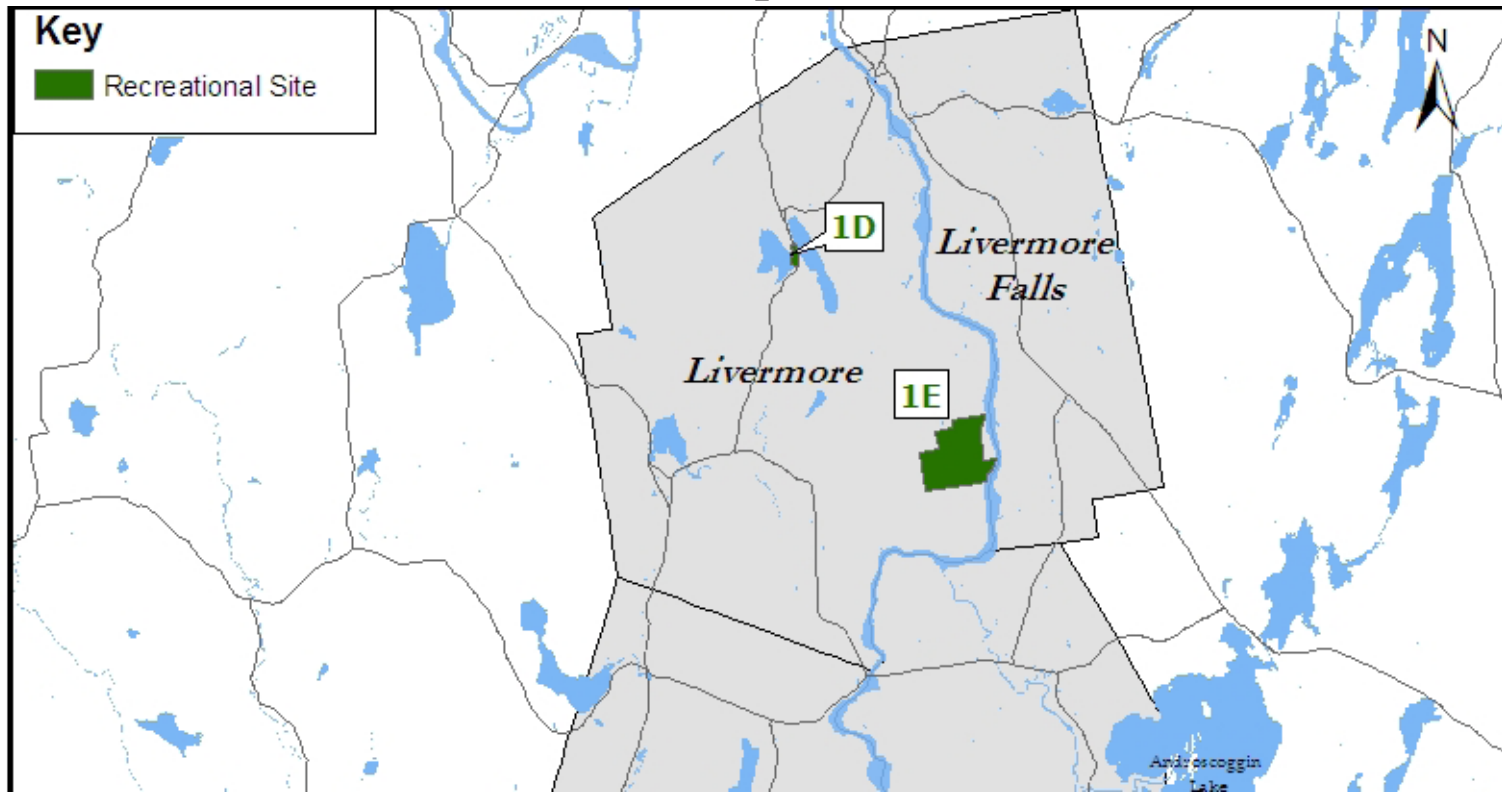 Key
Recreational Site
N
1D
Livermore
Falls
Livermore
1E
Androscoggin
Lake